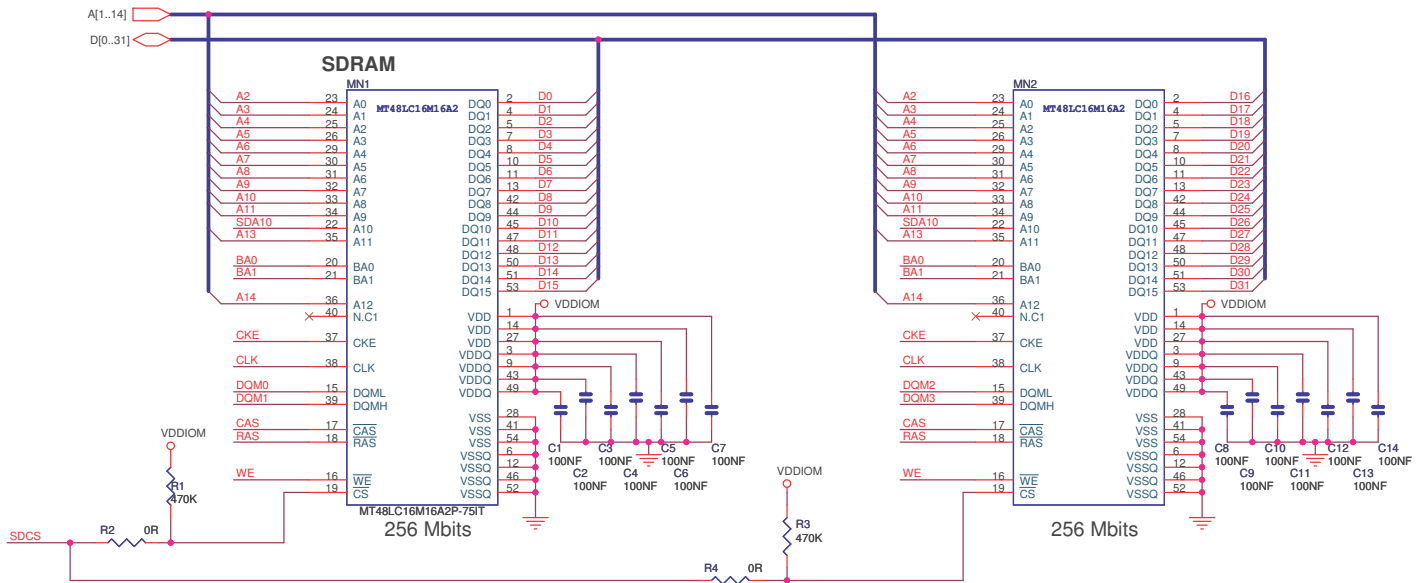 A[1..14]
D[0..31]
SDRAM
MN1
MT48LC16M16A2
A2 23 A0 DQ0 2 D0
A3 24 A1 DQ1 4 D1
A4 25 A2 DQ2 5 D2
A5 26 A3 DQ3 7 D3
A6 29 A4 DQ4 8 D4
A7 30 A5 DQ5 10 D5
A8 31 A6 DQ6 11 D6
A9 32 A7 DQ7 13 D7
A10 33 A8 DQ8 42 D8
A11 34 A9 DQ9 44 D9
SDA10 22 A10 DQ10 45 D10
A13 35 A11 DQ11 47 D11
DQ12 48 D12
BA0 20 BA0 DQ13 50 D13
BA1 21 BA1 DQ14 51 D14
DQ15 53 D15
A14 36 A12 VDDIOM
40 N.C1 VDD 1
VDD 14
CKE 37 CKE VDD 27
VDDQ 3
CLK 38 CLK VDDQ 9
VDDQ 43
DQM0 15 DQML VDDQ 49
DQM1 39 DQMH
VSS 28
CAS 17 CAS VSS 41
RAS 18 RAS VSS 54
VSSQ 6
VSSQ 12
WE 16 WE VSSQ 46
19 CS VSSQ 52
MT48LC16M16A2P-75IT
256 Mbits
C1 100NF
C3 100NF
C5 100NF
C7 100NF
C2 100NF
C4 100NF
C6 100NF
VDDIOM
R1
470K
SDCS
R2 0R
MN2
MT48LC16M16A2
A2 23 A0 DQ0 2 D16
A3 24 A1 DQ1 4 D17
A4 25 A2 DQ2 5 D18
A5 26 A3 DQ3 7 D19
A6 29 A4 DQ4 8 D20
A7 30 A5 DQ5 10 D21
A8 31 A6 DQ6 11 D22
A9 32 A7 DQ7 13 D23
A10 33 A8 DQ8 42 D24
A11 34 A9 DQ9 44 D25
SDA10 22 A10 DQ10 45 D26
A13 35 A11 DQ11 47 D27
DQ12 48 D28
BA0 20 BA0 DQ13 50 D29
BA1 21 BA1 DQ14 51 D30
DQ15 53 D31
A14 36 A12 VDDIOM
40 N.C1 VDD 1
VDD 14
CKE 37 CKE VDD 27
VDDQ 3
CLK 38 CLK VDDQ 9
VDDQ 43
DQM2 15 DQML VDDQ 49
DQM3 39 DQMH
VSS 28
CAS 17 CAS VSS 41
RAS 18 RAS VSS 54
VSSQ 6
VSSQ 12
WE 16 WE VSSQ 46
19 CS VSSQ 52
256 Mbits
C8 100NF
C10 100NF
C12 100NF
C14 100NF
C9 100NF
C11 100NF
C13 100NF
VDDIOM
R3
470K
R4 0R